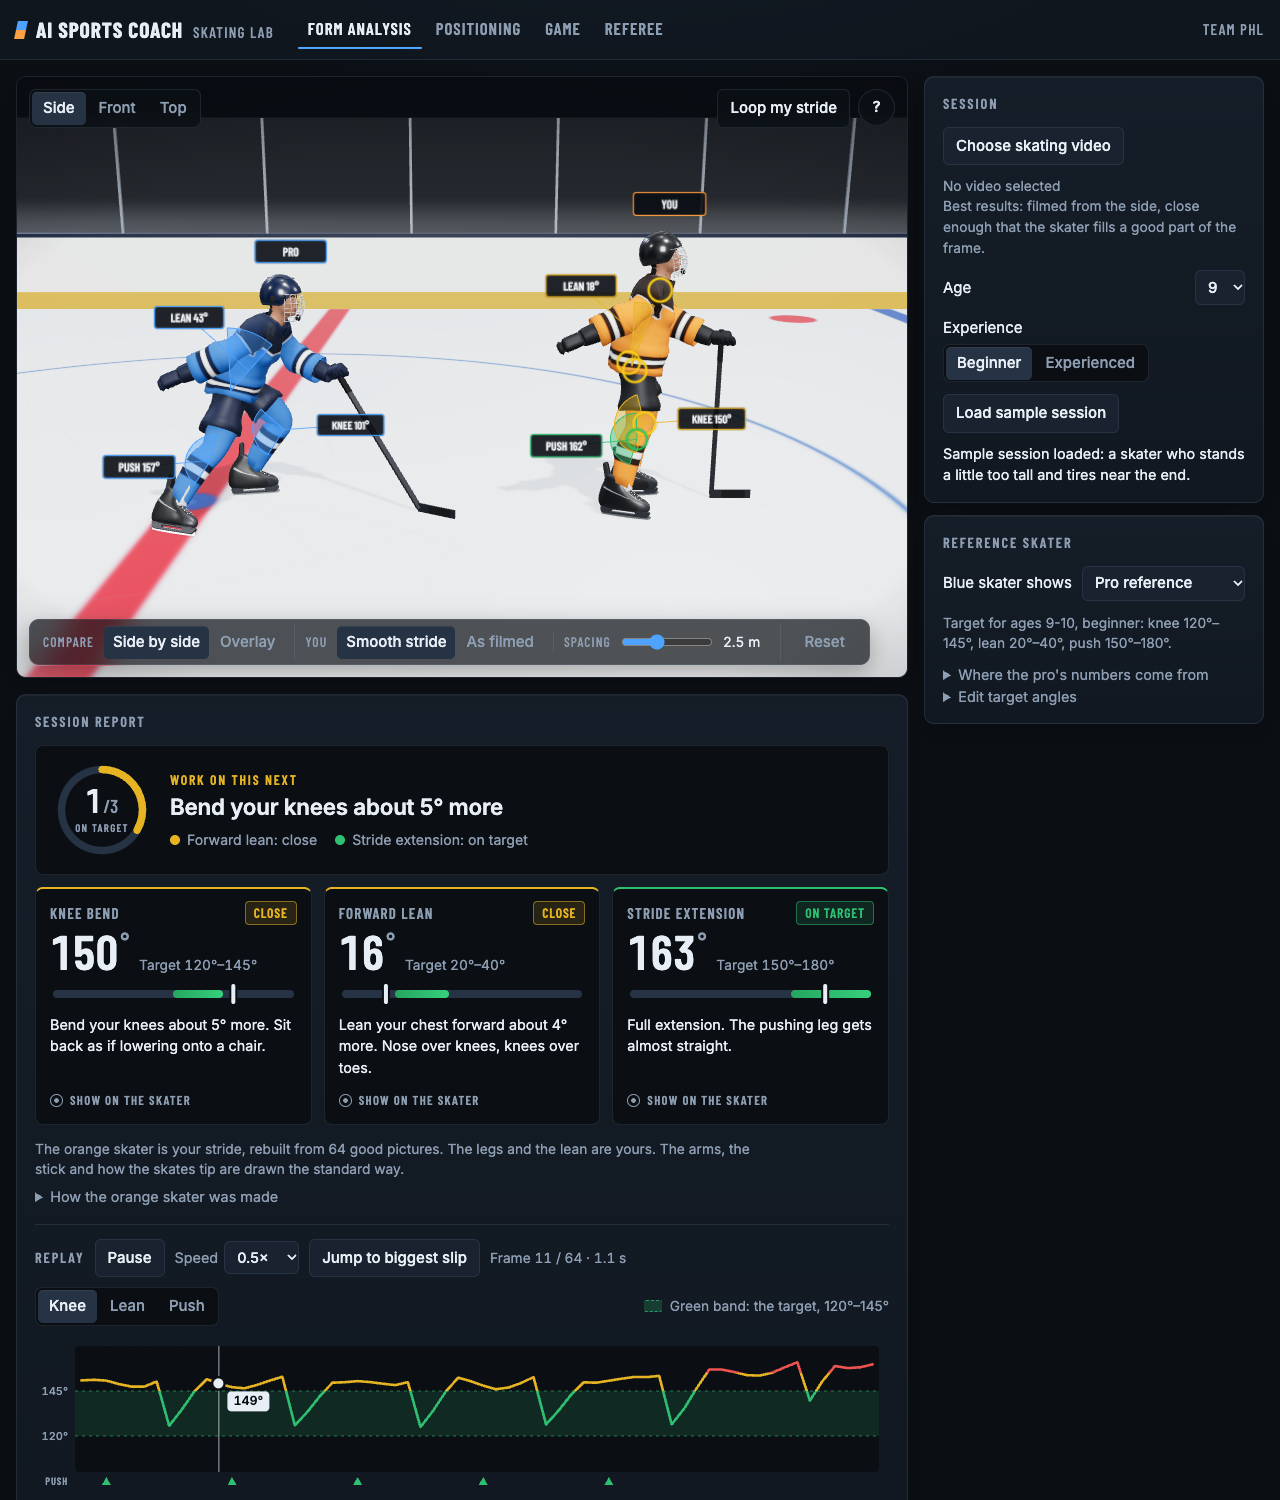 AI SPORTS COACH SKATING LAB FORM ANALYSIS POSITIONING GAME REFEREE TEAM PHL
Side Front Top Loop my stride ?
YOU
PRO
LEAN 18°
LEAN 43°
KNEE 101°
KNEE 150°
PUSH 162°
PUSH 157°
COMPARE Side by side Overlay YOU Smooth stride As filmed SPACING 2.5 m Reset
SESSION
Choose skating video
No video selected
Best results: filmed from the side, close
enough that the skater fills a good part of the
frame.
Age 9
Experience
Beginner Experienced
Load sample session
Sample session loaded: a skater who stands
a little too tall and tires near the end.
REFERENCE SKATER
Blue skater shows Pro reference
Target for ages 9-10, beginner: knee 120°–
145°, lean 20°–40°, push 150°–180°.
Where the pro's numbers come from
Edit target angles
SESSION REPORT
1/3
ON TARGET
WORK ON THIS NEXT
Bend your knees about 5° more
Forward lean: close Stride extension: on target
KNEE BEND CLOSE
150° Target 120°–145°
Bend your knees about 5° more. Sit
back as if lowering onto a chair.
SHOW ON THE SKATER
FORWARD LEAN CLOSE
16° Target 20°–40°
Lean your chest forward about 4°
more. Nose over knees, knees over
toes.
SHOW ON THE SKATER
STRIDE EXTENSION ON TARGET
163° Target 150°–180°
Full extension. The pushing leg gets
almost straight.
SHOW ON THE SKATER
The orange skater is your stride, rebuilt from 64 good pictures. The legs and the lean are yours. The arms, the
stick and how the skates tip are drawn the standard way.
How the orange skater was made
REPLAY Pause Speed 0.5× Jump to biggest slip Frame 11 / 64 · 1.1 s
Knee Lean Push Green band: the target, 120°–145°
145°
149°
120°
PUSH